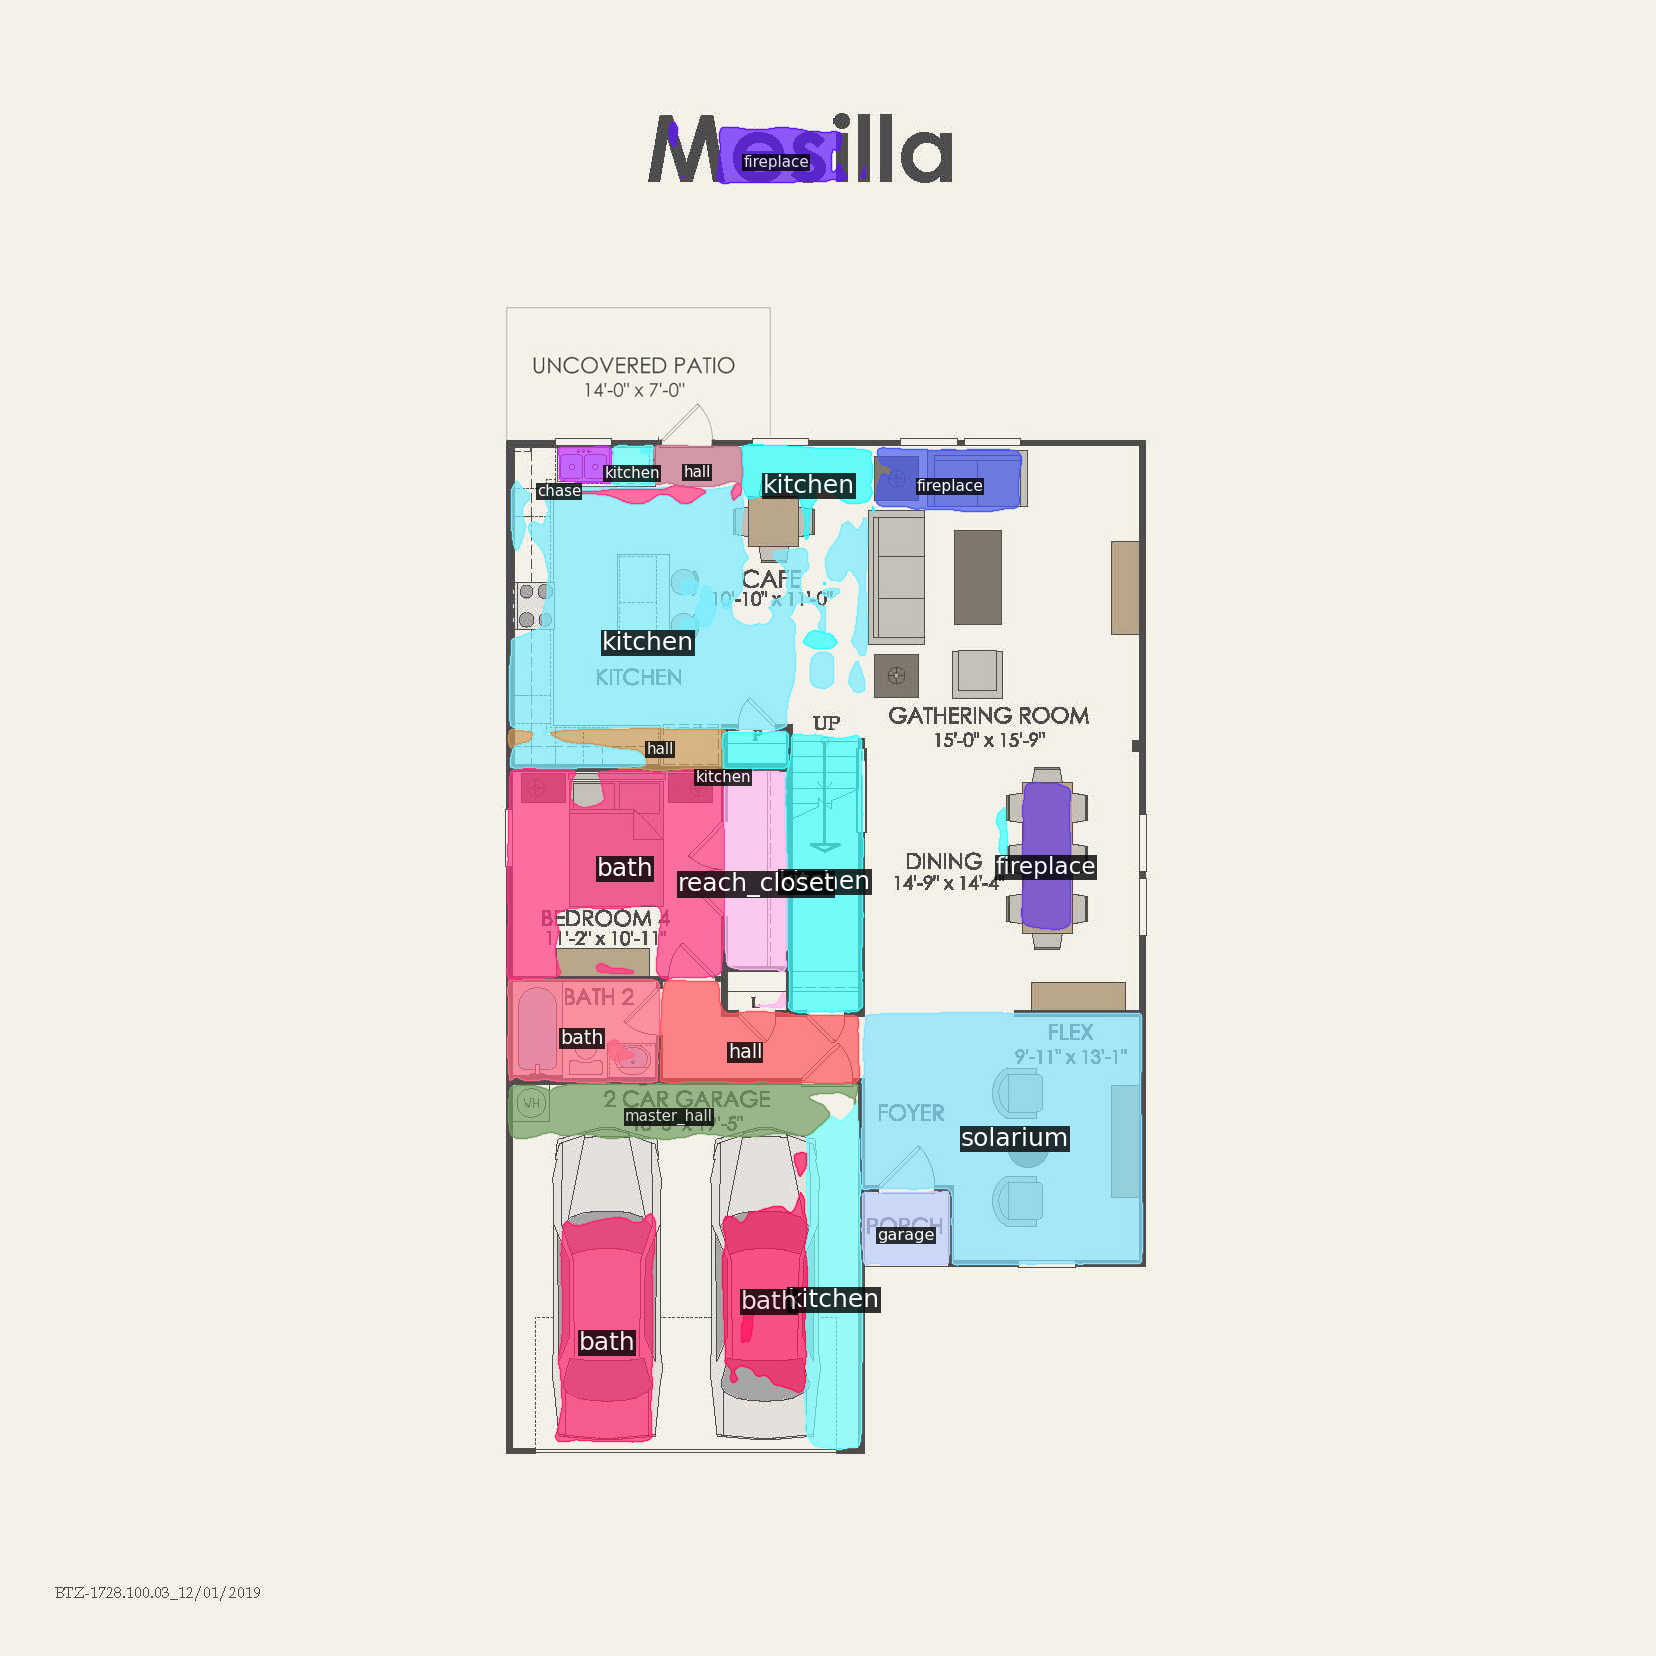 Mesilla
fireplace
UNCOVERED PATIO
14'-0" x 7'-0"
kitchen
hall
kitchen
fireplace
chase
CAFE
10'-10" x 11'-0"
kitchen
KITCHEN
UP
GATHERING ROOM
15'-0" x 15'-9"
P
hall
kitchen
bath
reach_closet
DINING
14'-9" x 14'-4"
fireplace
BEDROOM 4
11'-2" x 10'-11"
BATH 2
L
bath
hall
FLEX
9'-11" x 13'-1"
WH
2 CAR GARAGE
master_hall
FOYER
solarium
PORCH
garage
bath
kitchen
bath
BTZ-1728.100.03_12/01/2019